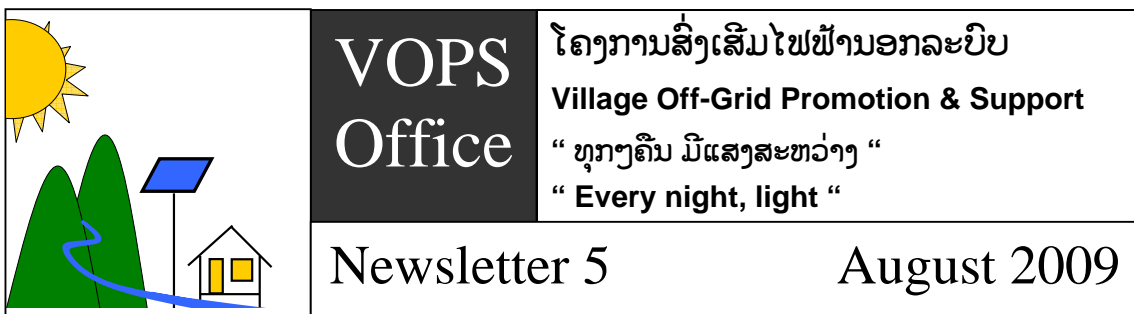 VOPS
Office
ໂຄງການສົ່ງເສີມໄຟຟ້ານອກລະບົບ
Village Off-Grid Promotion & Support
“ ທຸກໆຄືນ ມີແສງສະຫວ່າງ “
“ Every night, light “
Newsletter 5 August 2009